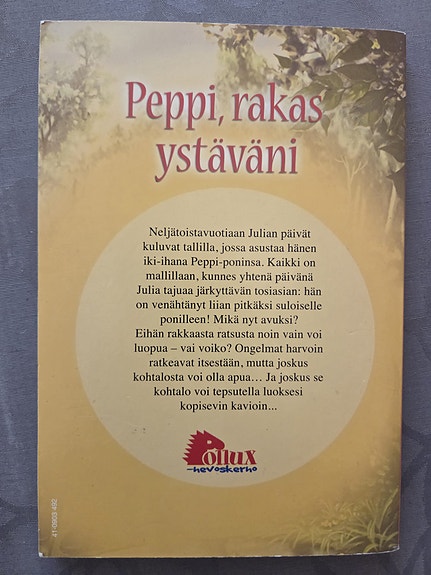 Peppi, rakas
ystäväni
Neljätoistavuotiaan Julian päivät
kuluvat tallilla, jossa asustaa hänen
iki-ihana Peppi-poninsa. Kaikki on
mallillaan, kunnes yhtenä päivänä
Julia tajuaa järkyttävän tosiasian: hän
on venähtänyt liian pitkäksi suloiselle
ponilleen! Mikä nyt avuksi?
Eihän rakkaasta ratsusta noin vain voi
luopua – vai voiko? Ongelmat harvoin
ratkeavat itsestään, mutta joskus
kohtalosta voi olla apua… Ja joskus se
kohtalo voi tepsutella luoksesi
kopisevin kavioin...
Pollux
-hevoskerho
41-0903-492